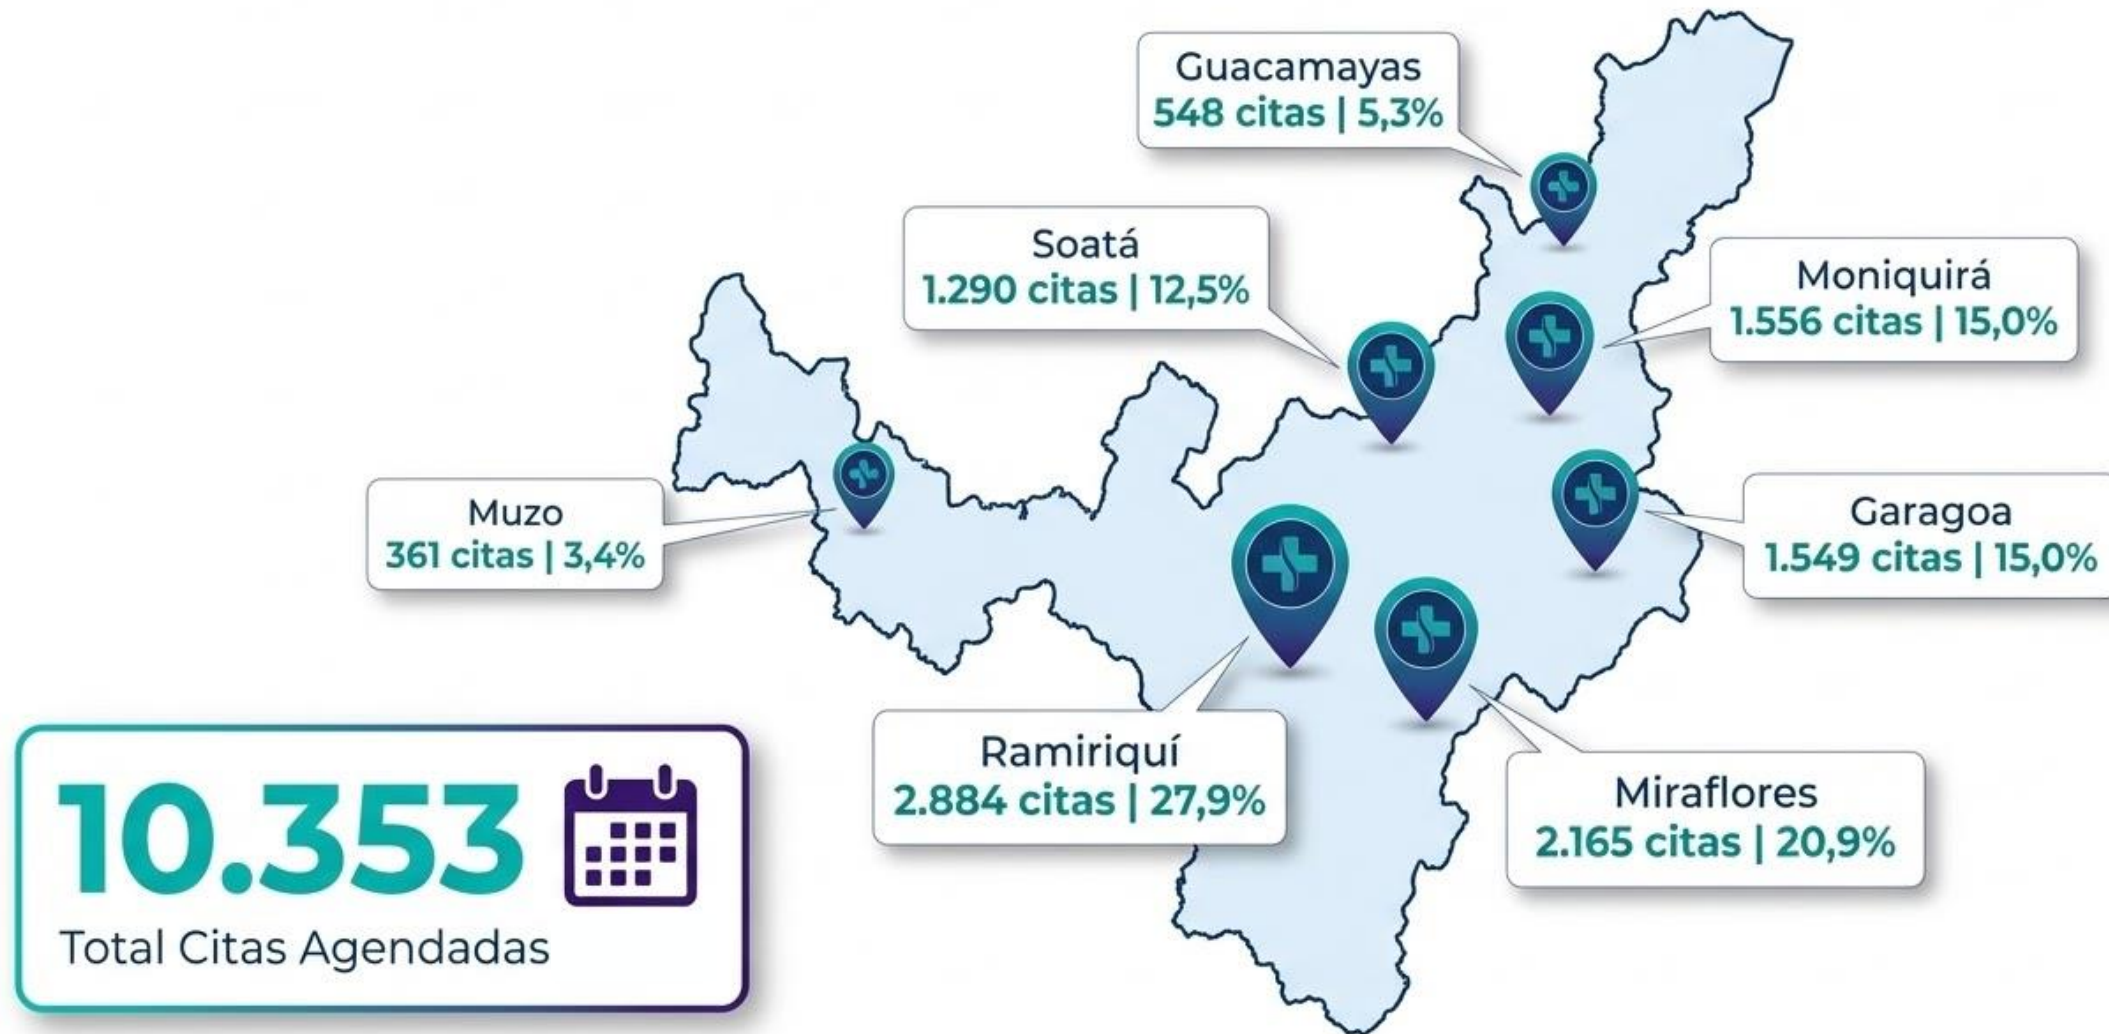 Guacamayas
548 citas | 5,3%
Soatá
1.290 citas | 12,5%
Moniquirá
1.556 citas | 15,0%
Muzo
361 citas | 3,4%
Garagoa
1.549 citas | 15,0%
Ramiriquí
2.884 citas | 27,9%
Miraflores
2.165 citas | 20,9%
10.353
Total Citas Agendadas